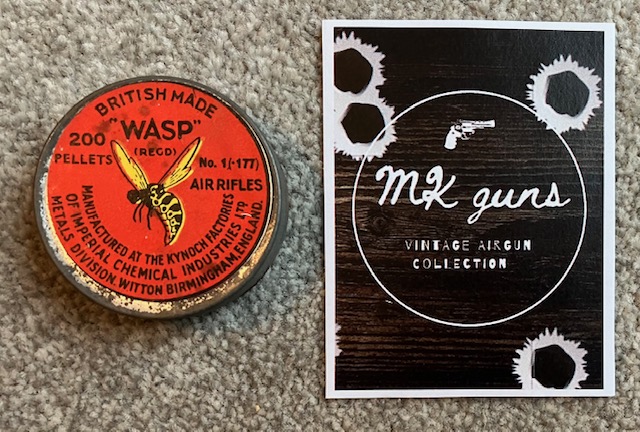 BRITISH MADE
"WASP"
(REGD)
200
PELLETS
No. 1 (·177)
AIR RIFLES
MANUFACTURED AT THE KYNOCH FACTORIES
OF IMPERIAL CHEMICAL INDUSTRIES LTD
METALS DIVISION. WITTON BIRMINGHAM, ENGLAND.
MK guns
VINTAGE AIRGUN
COLLECTION